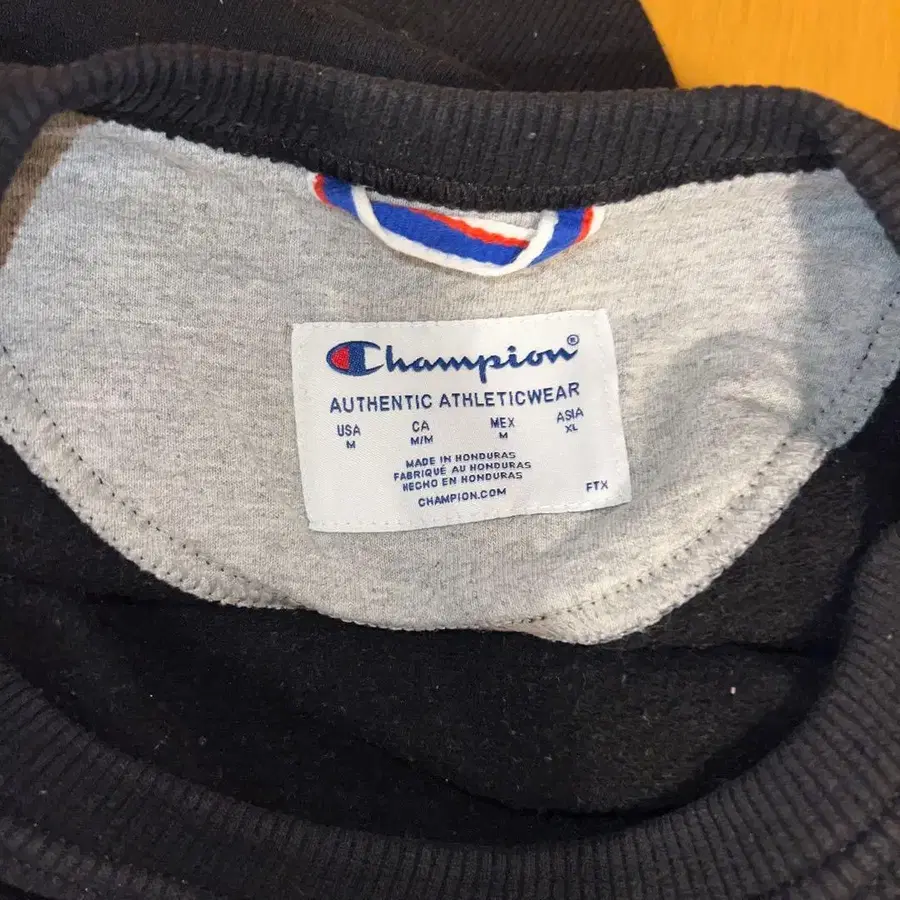 Champion®
AUTHENTIC ATHLETICWEAR
USA CA MEX ASIA
M M/M M XL
MADE IN HONDURAS
FABRIQUÉ AU HONDURAS
HECHO EN HONDURAS
CHAMPION.COM
FTX